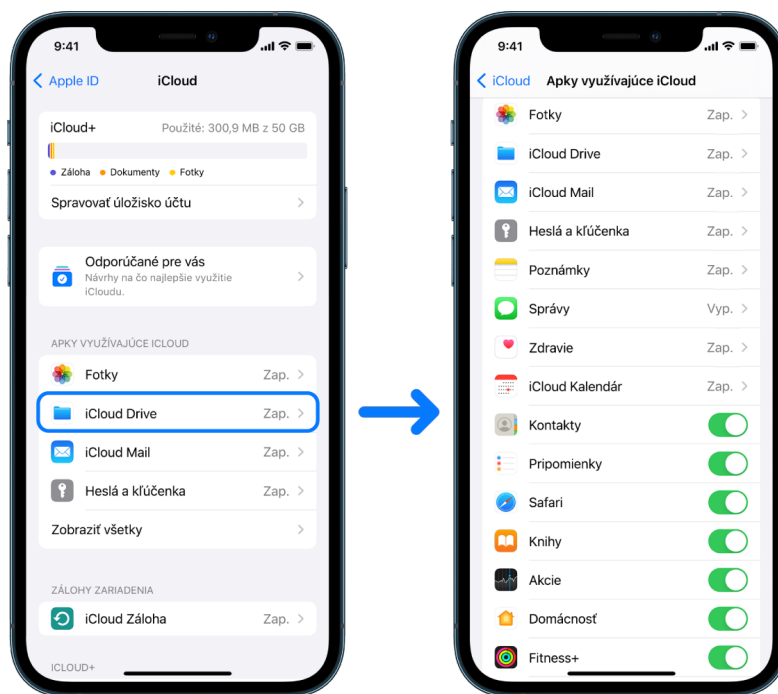 9:41
Apple ID
iCloud
iCloud+
Použité: 300,9 MB z 50 GB
Záloha
Dokumenty
Fotky
Spravovať úložisko účtu
Odporúčané pre vás
Návrhy na čo najlepšie využitie
iCloudu.
APKY VYUŽÍVAJÚCE ICLOUD
Fotky
Zap.
iCloud Drive
Zap.
iCloud Mail
Zap.
Heslá a kľúčenka
Zap.
Zobraziť všetky
ZÁLOHY ZARIADENIA
iCloud Záloha
Zap.
ICLOUD+
9:41
iCloud
Apky využívajúce iCloud
Fotky
Zap.
iCloud Drive
Zap.
iCloud Mail
Zap.
Heslá a kľúčenka
Zap.
Poznámky
Zap.
Správy
Vyp.
Zdravie
Zap.
iCloud Kalendár
Zap.
Kontakty
Pripomienky
Safari
Knihy
Akcie
Domácnosť
Fitness+